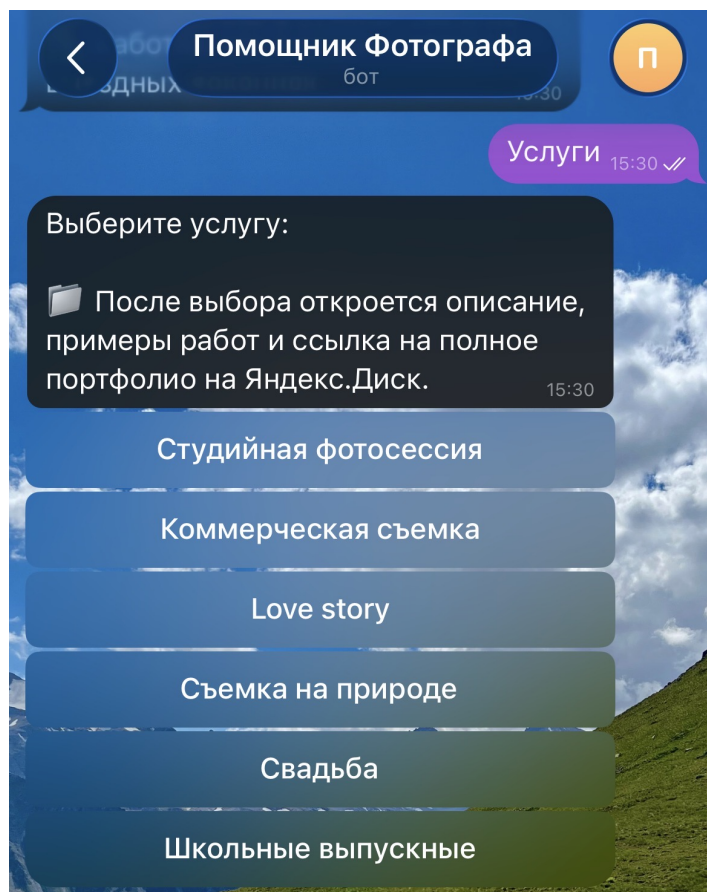 Помощник Фотографа
бот
П
Услуги 15:30
Выберите услугу:
После выбора откроется описание,
примеры работ и ссылка на полное
портфолио на Яндекс.Диск.
15:30
Студийная фотосессия
Коммерческая съемка
Love story
Съемка на природе
Свадьба
Школьные выпускные